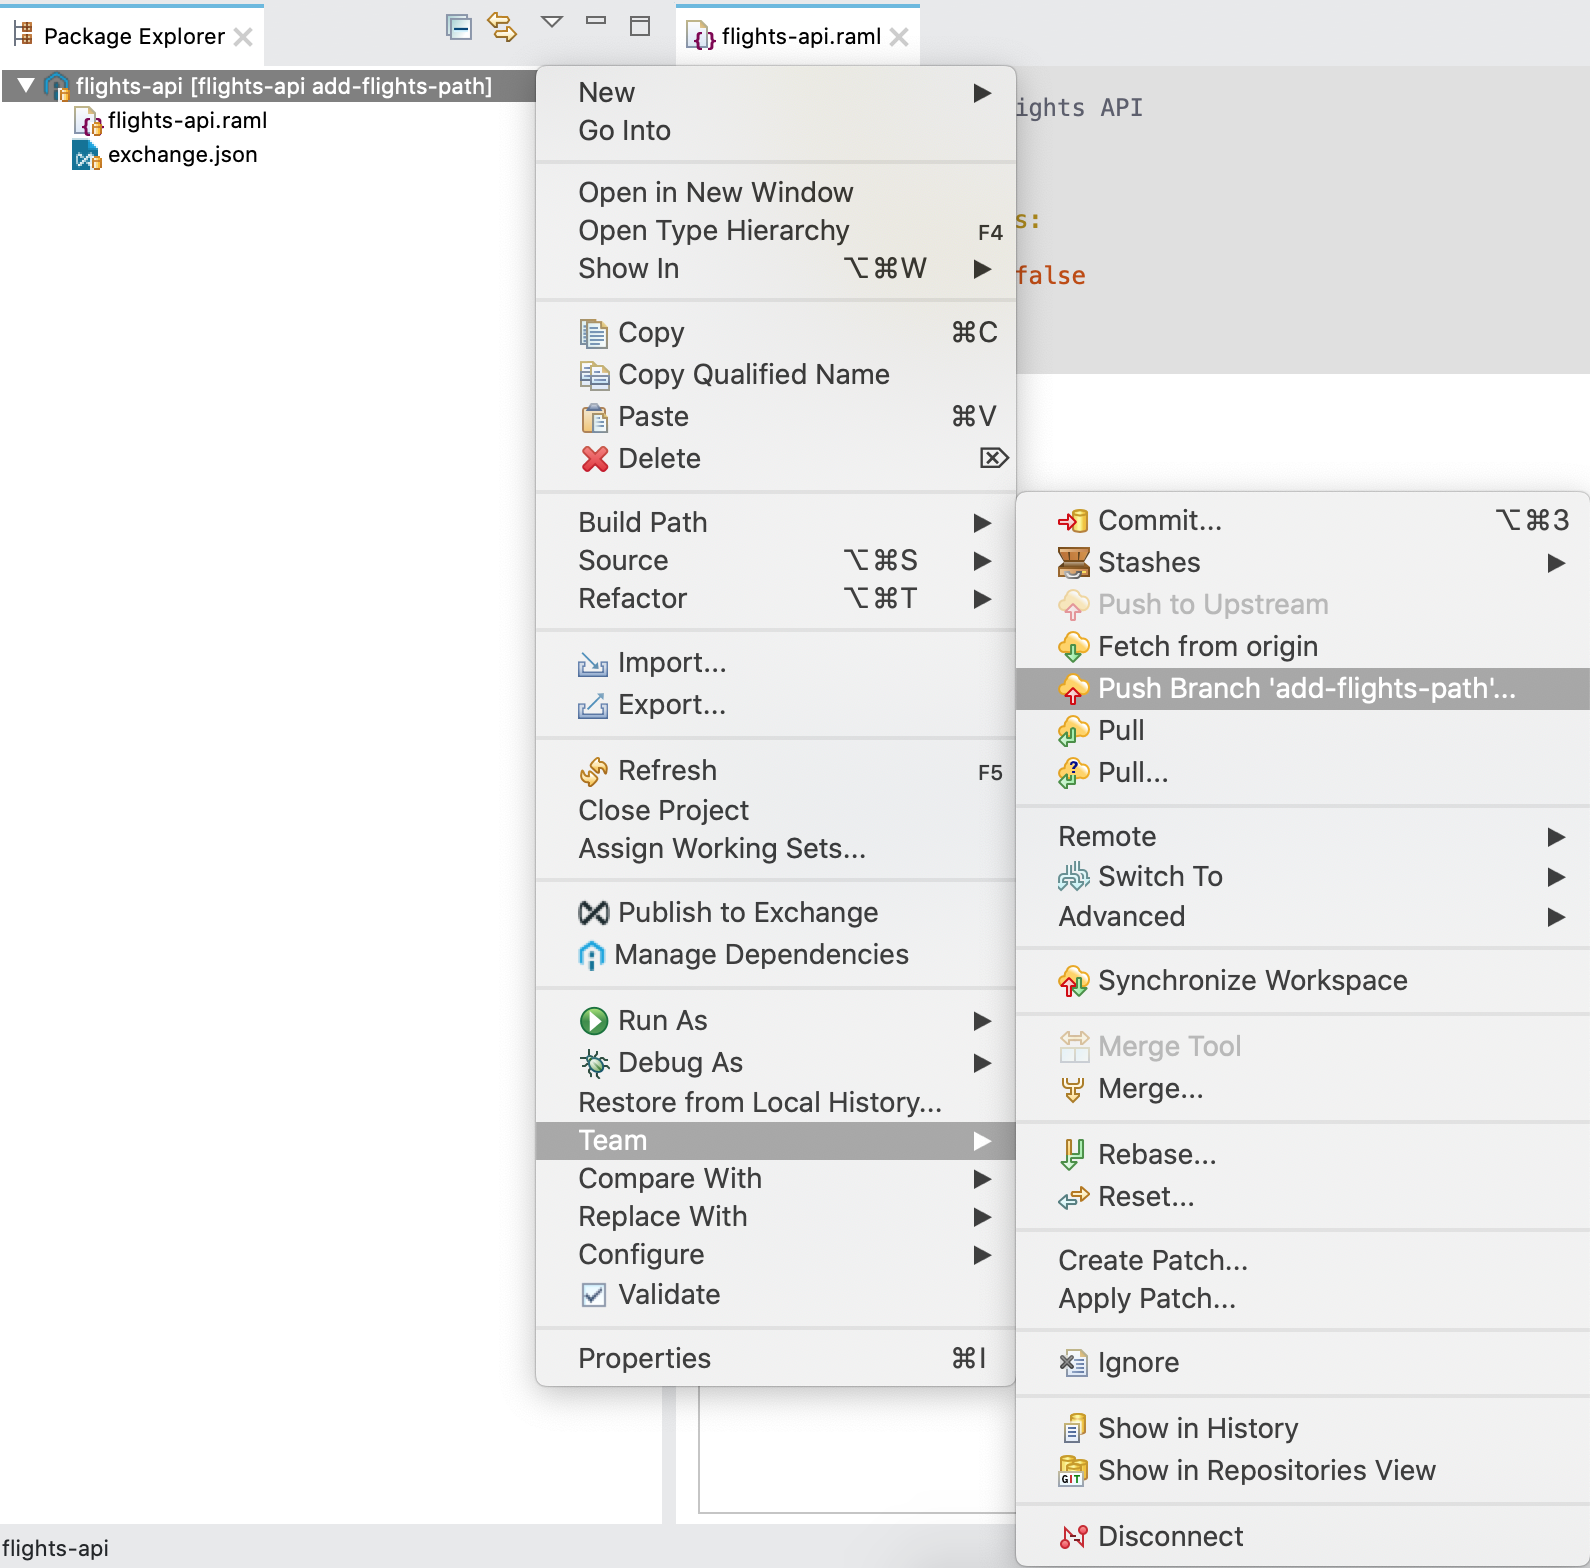 Package Explorer
flights-api [flights-api add-flights-path]
flights-api.raml
exchange.json
flights-api.raml
ights API
s:
false
New
Go Into
Open in New Window
Open Type Hierarchy F4
Show In ⌥⌘W
Copy ⌘C
Copy Qualified Name
Paste ⌘V
Delete ⌦
Build Path
Source ⌥⌘S
Refactor ⌥⌘T
Import...
Export...
Refresh F5
Close Project
Assign Working Sets...
Publish to Exchange
Manage Dependencies
Run As
Debug As
Restore from Local History...
Team
Compare With
Replace With
Configure
Validate
Properties ⌘I
Commit... ⌥⌘3
Stashes
Push to Upstream
Fetch from origin
Push Branch 'add-flights-path'...
Pull
Pull...
Remote
Switch To
Advanced
Synchronize Workspace
Merge Tool
Merge...
Rebase...
Reset...
Create Patch...
Apply Patch...
Ignore
Show in History
GIT Show in Repositories View
Disconnect
flights-api